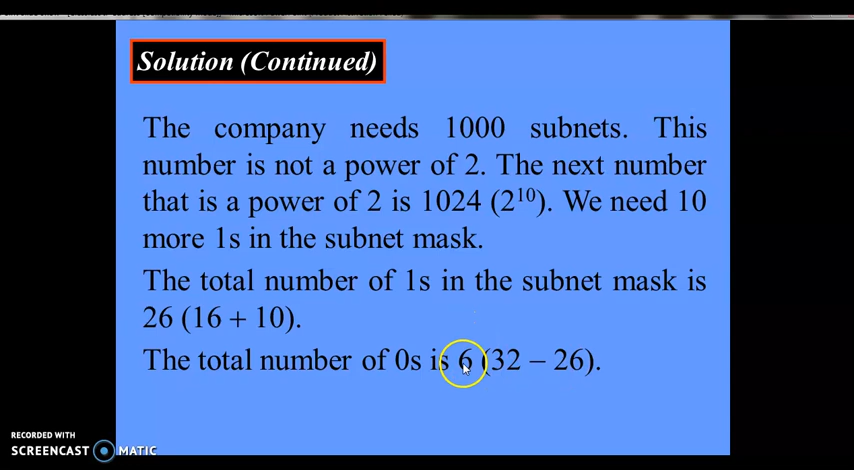 Solution (Continued)
The company needs 1000 subnets. This
number is not a power of 2. The next number
that is a power of 2 is 1024 (2¹⁰). We need 10
more 1s in the subnet mask.
The total number of 1s in the subnet mask is
26 (16 + 10).
The total number of 0s is 6 (32 – 26).
RECORDED WITH
SCREENCAST MATIC